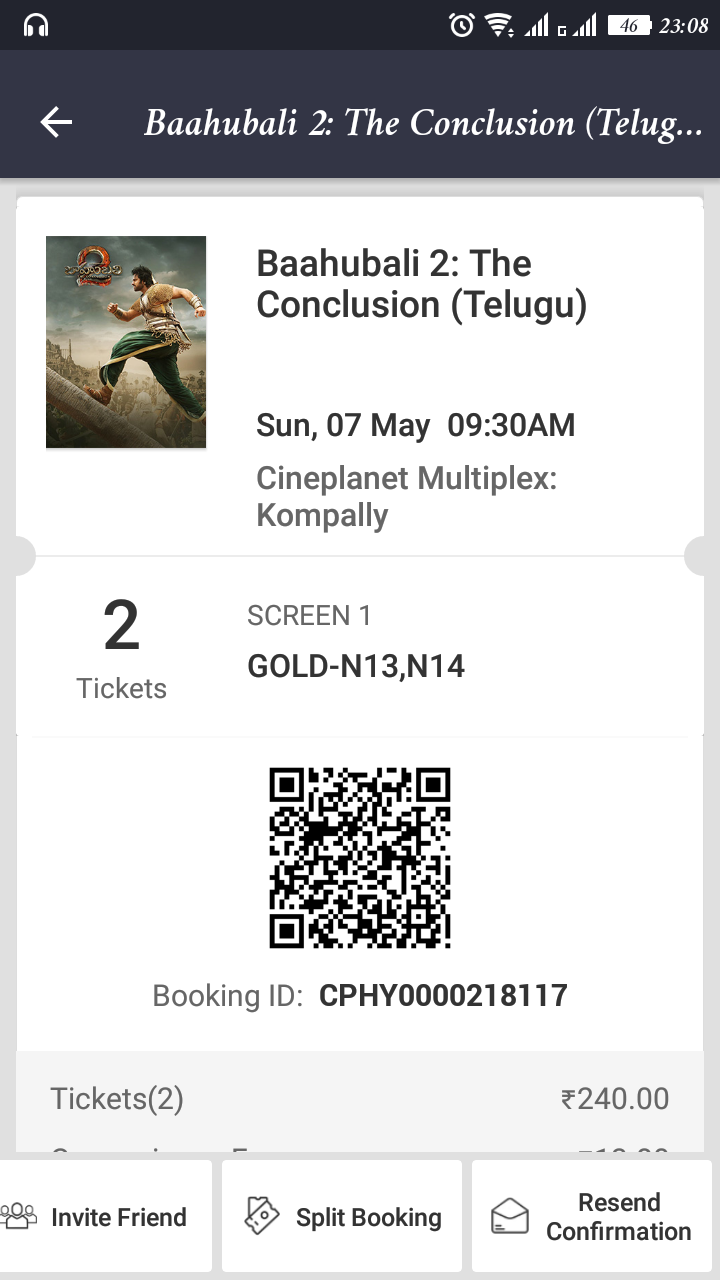 46 23:08
Baahubali 2: The Conclusion (Telug...
బాహుబలి
Baahubali 2: The
Conclusion (Telugu)
Sun, 07 May 09:30AM
Cineplanet Multiplex:
Kompally
2
Tickets
SCREEN 1
GOLD-N13,N14
Booking ID: CPHY0000218117
Tickets(2) ₹240.00
Invite Friend
Split Booking
Resend
Confirmation